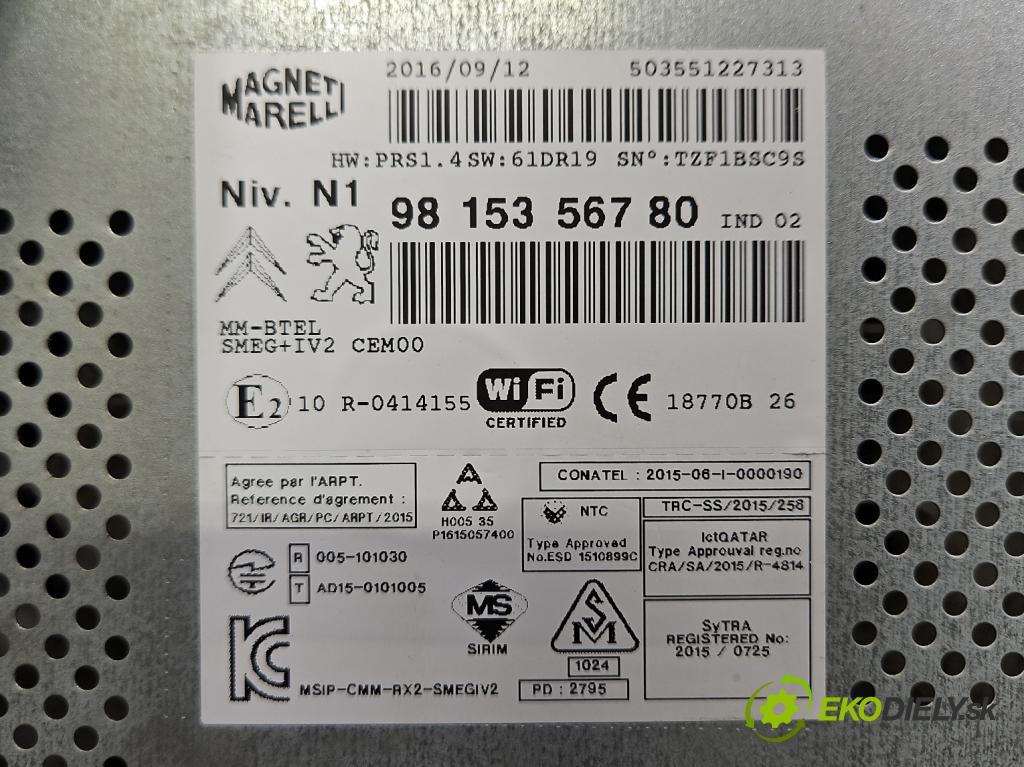 MAGNETI
MARELLI
2016/09/12 503551227313
HW:PRS1.4 SW:61DR19 SN°:TZF1BSC9S
Niv. N1 98 153 567 80 IND 02
MM-BTEL
SMEG+IV2 CEM00
E2 10 R-0414155 WiFi CERTIFIED CE 18770B 26
Agree par l'ARPT.
Reference d'agrement :
721/IR/AGR/PC/ARPT/2015
H005 35
P1615057400
CONATEL : 2015-06-I-0000190
NTC
Type Approved
No.ESD 1510899C
TRC-SS/2015/258
IctQATAR
Type Approuval reg.no
CRA/SA/2015/R-4814
R 005-101030
T AD15-0101005
MS
SIRIM
SM
1024
PD : 2795
SyTRA
REGISTERED No:
2015 / 0725
KC MSIP-CMM-RX2-SMEGIV2
EKODIELY.sk